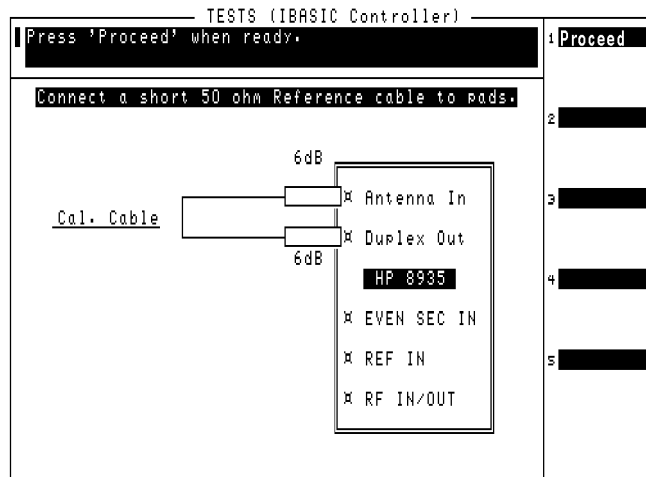 TESTS (IBASIC Controller)
Press 'Proceed' when ready.
1 Proceed
Connect a short 50 ohm Reference cable to pads.
2
6dB
Antenna In
3
Cal. Cable
Duplex Out
6dB
HP 8935
4
EVEN SEC IN
REF IN
5
RF IN/OUT